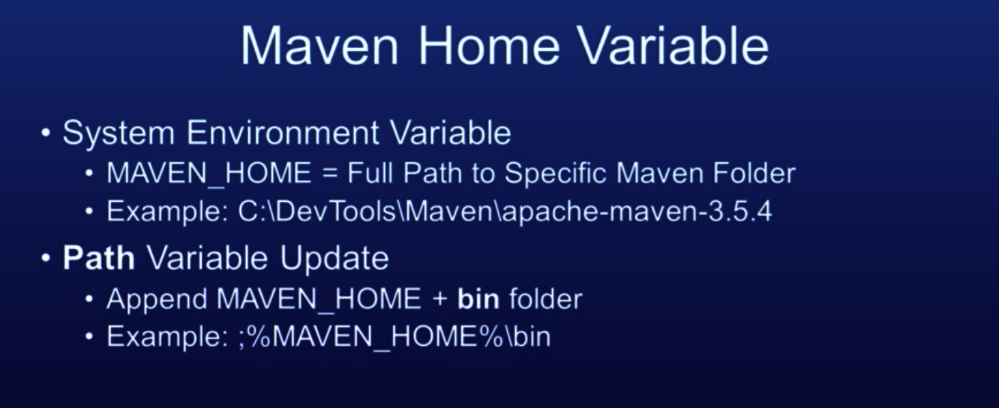 Maven Home Variable
• System Environment Variable
• MAVEN_HOME = Full Path to Specific Maven Folder
• Example: C:\DevTools\Maven\apache-maven-3.5.4
• Path Variable Update
• Append MAVEN_HOME + bin folder
• Example: ;%MAVEN_HOME%\bin